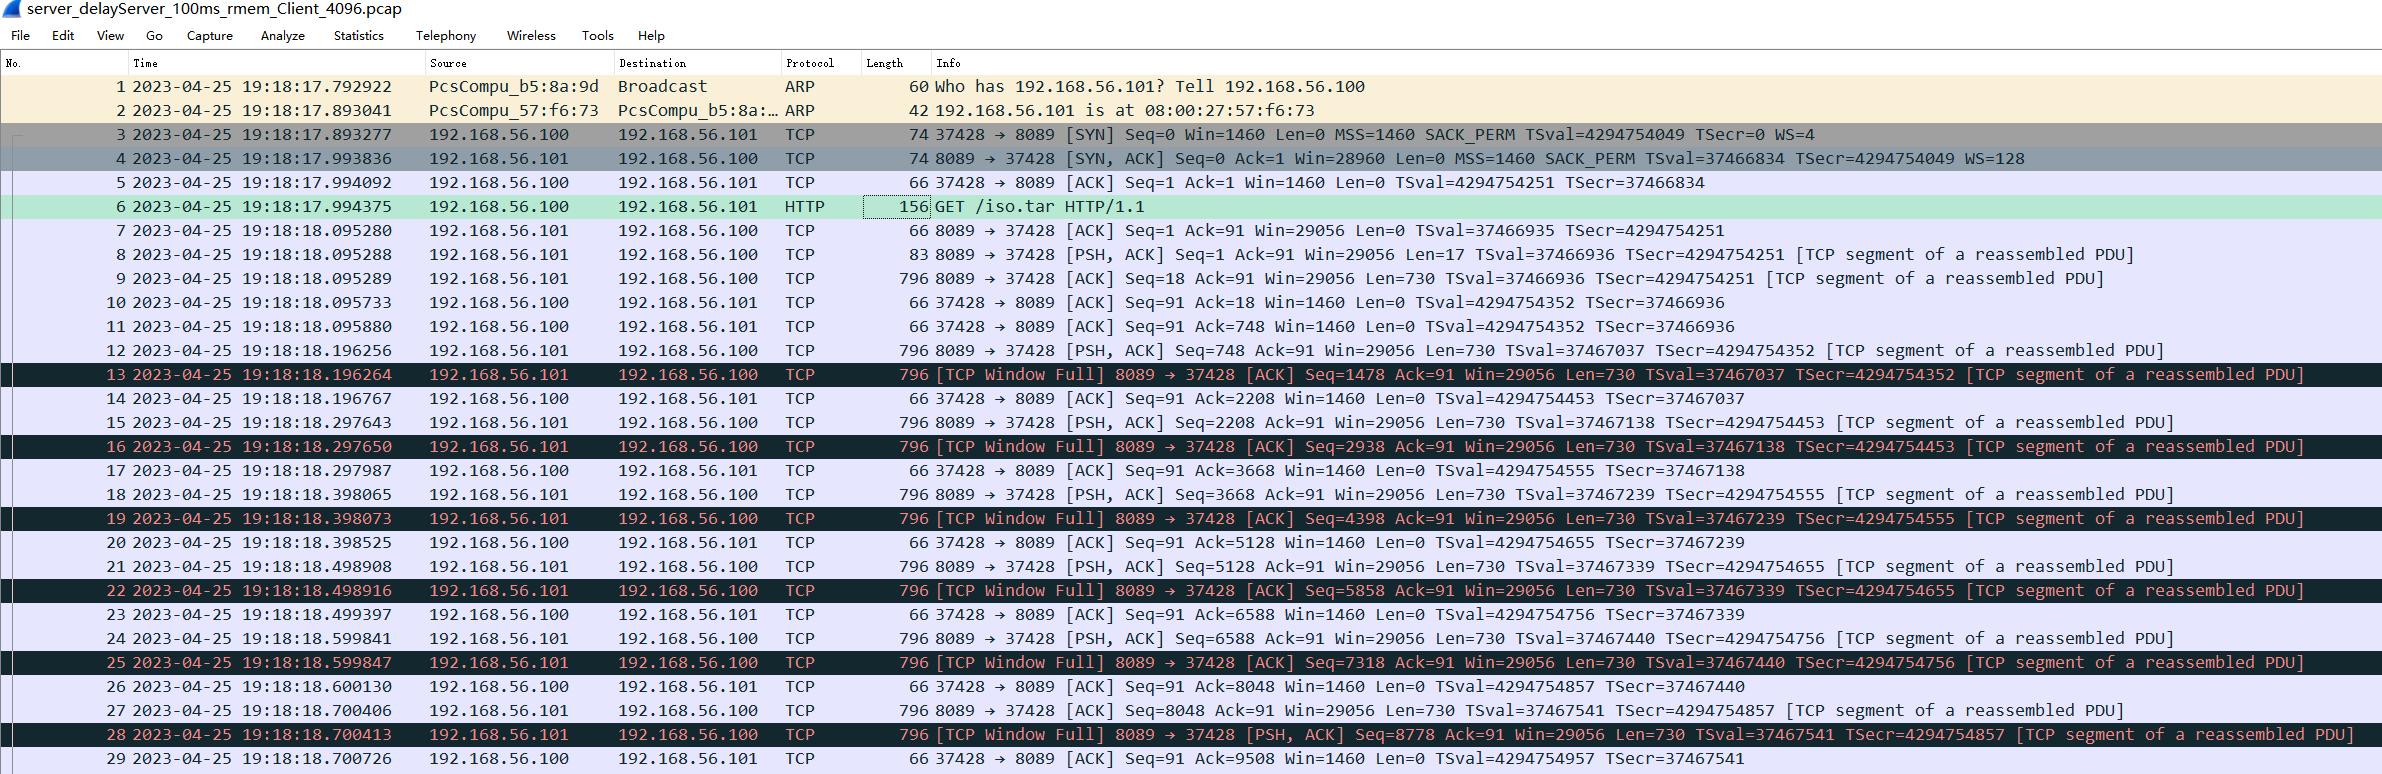 server_delayServer_100ms_rmem_Client_4096.pcap
File Edit View Go Capture Analyze Statistics Telephony Wireless Tools Help
No. Time Source Destination Protocol Length Info
1 2023-04-25 19:18:17.792922 PcsCompu_b5:8a:9d Broadcast ARP 60 Who has 192.168.56.101? Tell 192.168.56.100
2 2023-04-25 19:18:17.893041 PcsCompu_57:f6:73 PcsCompu_b5:8a:… ARP 42 192.168.56.101 is at 08:00:27:57:f6:73
3 2023-04-25 19:18:17.893277 192.168.56.100 192.168.56.101 TCP 74 37428 → 8089 [SYN] Seq=0 Win=1460 Len=0 MSS=1460 SACK_PERM TSval=4294754049 TSecr=0 WS=4
4 2023-04-25 19:18:17.993836 192.168.56.101 192.168.56.100 TCP 74 8089 → 37428 [SYN, ACK] Seq=0 Ack=1 Win=28960 Len=0 MSS=1460 SACK_PERM TSval=37466834 TSecr=4294754049 WS=128
5 2023-04-25 19:18:17.994092 192.168.56.100 192.168.56.101 TCP 66 37428 → 8089 [ACK] Seq=1 Ack=1 Win=1460 Len=0 TSval=4294754251 TSecr=37466834
6 2023-04-25 19:18:17.994375 192.168.56.100 192.168.56.101 HTTP 156 GET /iso.tar HTTP/1.1
7 2023-04-25 19:18:18.095280 192.168.56.101 192.168.56.100 TCP 66 8089 → 37428 [ACK] Seq=1 Ack=91 Win=29056 Len=0 TSval=37466935 TSecr=4294754251
8 2023-04-25 19:18:18.095288 192.168.56.101 192.168.56.100 TCP 83 8089 → 37428 [PSH, ACK] Seq=1 Ack=91 Win=29056 Len=17 TSval=37466936 TSecr=4294754251 [TCP segment of a reassembled PDU]
9 2023-04-25 19:18:18.095289 192.168.56.101 192.168.56.100 TCP 796 8089 → 37428 [ACK] Seq=18 Ack=91 Win=29056 Len=730 TSval=37466936 TSecr=4294754251 [TCP segment of a reassembled PDU]
10 2023-04-25 19:18:18.095733 192.168.56.100 192.168.56.101 TCP 66 37428 → 8089 [ACK] Seq=91 Ack=18 Win=1460 Len=0 TSval=4294754352 TSecr=37466936
11 2023-04-25 19:18:18.095880 192.168.56.100 192.168.56.101 TCP 66 37428 → 8089 [ACK] Seq=91 Ack=748 Win=1460 Len=0 TSval=4294754352 TSecr=37466936
12 2023-04-25 19:18:18.196256 192.168.56.101 192.168.56.100 TCP 796 8089 → 37428 [PSH, ACK] Seq=748 Ack=91 Win=29056 Len=730 TSval=37467037 TSecr=4294754352 [TCP segment of a reassembled PDU]
13 2023-04-25 19:18:18.196264 192.168.56.101 192.168.56.100 TCP 796 [TCP Window Full] 8089 → 37428 [ACK] Seq=1478 Ack=91 Win=29056 Len=730 TSval=37467037 TSecr=4294754352 [TCP segment of a reassembled PDU]
14 2023-04-25 19:18:18.196767 192.168.56.100 192.168.56.101 TCP 66 37428 → 8089 [ACK] Seq=91 Ack=2208 Win=1460 Len=0 TSval=4294754453 TSecr=37467037
15 2023-04-25 19:18:18.297643 192.168.56.101 192.168.56.100 TCP 796 8089 → 37428 [PSH, ACK] Seq=2208 Ack=91 Win=29056 Len=730 TSval=37467138 TSecr=4294754453 [TCP segment of a reassembled PDU]
16 2023-04-25 19:18:18.297650 192.168.56.101 192.168.56.100 TCP 796 [TCP Window Full] 8089 → 37428 [ACK] Seq=2938 Ack=91 Win=29056 Len=730 TSval=37467138 TSecr=4294754453 [TCP segment of a reassembled PDU]
17 2023-04-25 19:18:18.297987 192.168.56.100 192.168.56.101 TCP 66 37428 → 8089 [ACK] Seq=91 Ack=3668 Win=1460 Len=0 TSval=4294754555 TSecr=37467138
18 2023-04-25 19:18:18.398065 192.168.56.101 192.168.56.100 TCP 796 8089 → 37428 [PSH, ACK] Seq=3668 Ack=91 Win=29056 Len=730 TSval=37467239 TSecr=4294754555 [TCP segment of a reassembled PDU]
19 2023-04-25 19:18:18.398073 192.168.56.101 192.168.56.100 TCP 796 [TCP Window Full] 8089 → 37428 [ACK] Seq=4398 Ack=91 Win=29056 Len=730 TSval=37467239 TSecr=4294754555 [TCP segment of a reassembled PDU]
20 2023-04-25 19:18:18.398525 192.168.56.100 192.168.56.101 TCP 66 37428 → 8089 [ACK] Seq=91 Ack=5128 Win=1460 Len=0 TSval=4294754655 TSecr=37467239
21 2023-04-25 19:18:18.498908 192.168.56.101 192.168.56.100 TCP 796 8089 → 37428 [PSH, ACK] Seq=5128 Ack=91 Win=29056 Len=730 TSval=37467339 TSecr=4294754655 [TCP segment of a reassembled PDU]
22 2023-04-25 19:18:18.498916 192.168.56.101 192.168.56.100 TCP 796 [TCP Window Full] 8089 → 37428 [ACK] Seq=5858 Ack=91 Win=29056 Len=730 TSval=37467339 TSecr=4294754655 [TCP segment of a reassembled PDU]
23 2023-04-25 19:18:18.499397 192.168.56.100 192.168.56.101 TCP 66 37428 → 8089 [ACK] Seq=91 Ack=6588 Win=1460 Len=0 TSval=4294754756 TSecr=37467339
24 2023-04-25 19:18:18.599841 192.168.56.101 192.168.56.100 TCP 796 8089 → 37428 [PSH, ACK] Seq=6588 Ack=91 Win=29056 Len=730 TSval=37467440 TSecr=4294754756 [TCP segment of a reassembled PDU]
25 2023-04-25 19:18:18.599847 192.168.56.101 192.168.56.100 TCP 796 [TCP Window Full] 8089 → 37428 [ACK] Seq=7318 Ack=91 Win=29056 Len=730 TSval=37467440 TSecr=4294754756 [TCP segment of a reassembled PDU]
26 2023-04-25 19:18:18.600130 192.168.56.100 192.168.56.101 TCP 66 37428 → 8089 [ACK] Seq=91 Ack=8048 Win=1460 Len=0 TSval=4294754857 TSecr=37467440
27 2023-04-25 19:18:18.700406 192.168.56.101 192.168.56.100 TCP 796 8089 → 37428 [ACK] Seq=8048 Ack=91 Win=29056 Len=730 TSval=37467541 TSecr=4294754857 [TCP segment of a reassembled PDU]
28 2023-04-25 19:18:18.700413 192.168.56.101 192.168.56.100 TCP 796 [TCP Window Full] 8089 → 37428 [PSH, ACK] Seq=8778 Ack=91 Win=29056 Len=730 TSval=37467541 TSecr=4294754857 [TCP segment of a reassembled PDU]
29 2023-04-25 19:18:18.700726 192.168.56.100 192.168.56.101 TCP 66 37428 → 8089 [ACK] Seq=91 Ack=9508 Win=1460 Len=0 TSval=4294754957 TSecr=37467541